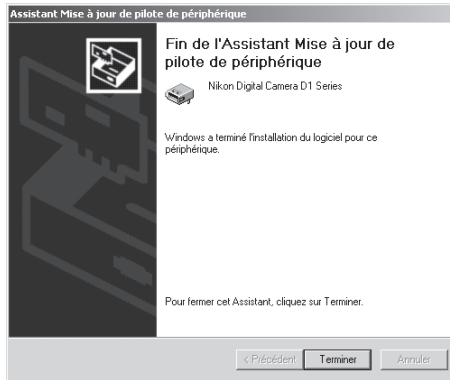 Assistant Mise à jour de pilote de périphérique
Fin de l'Assistant Mise à jour de
pilote de périphérique
Nikon Digital Camera D1 Series
Windows a terminé l'installation du logiciel pour ce
périphérique.
Pour fermer cet Assistant, cliquez sur Terminer.
< Précédent
Terminer
Annuler